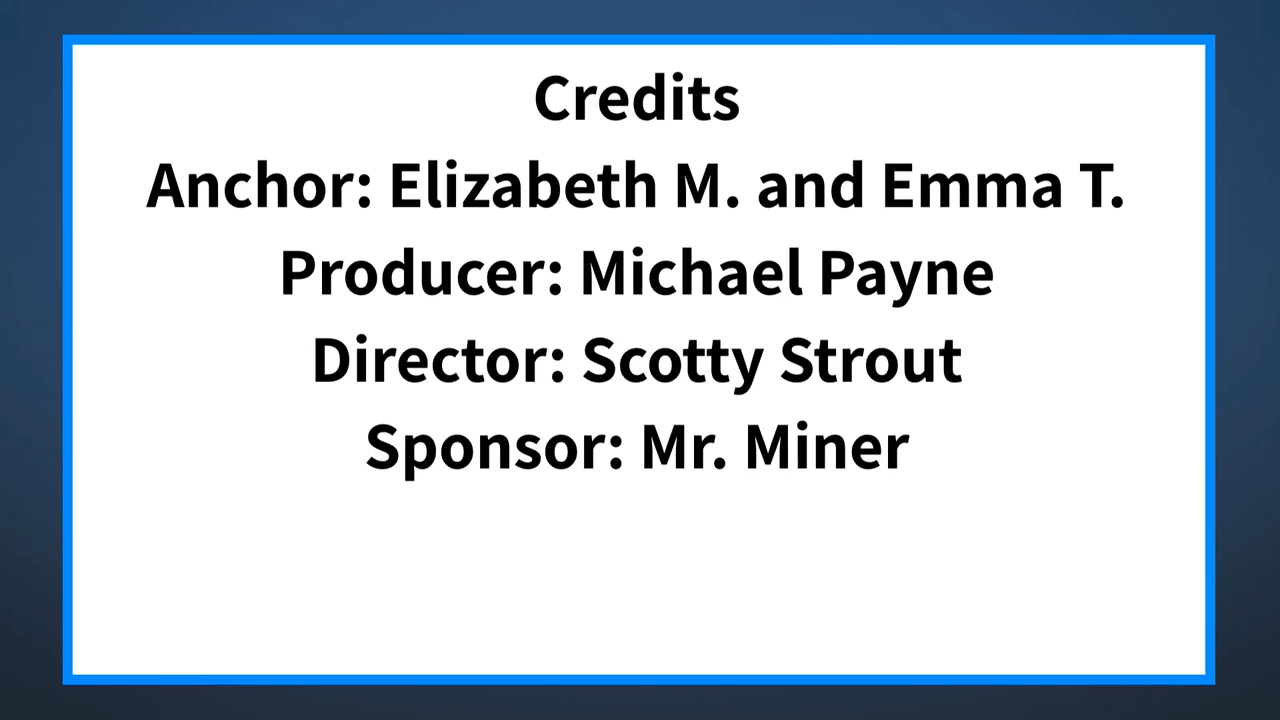 Credits
Anchor: Elizabeth M. and Emma T.
Producer: Michael Payne
Director: Scotty Strout
Sponsor: Mr. Miner